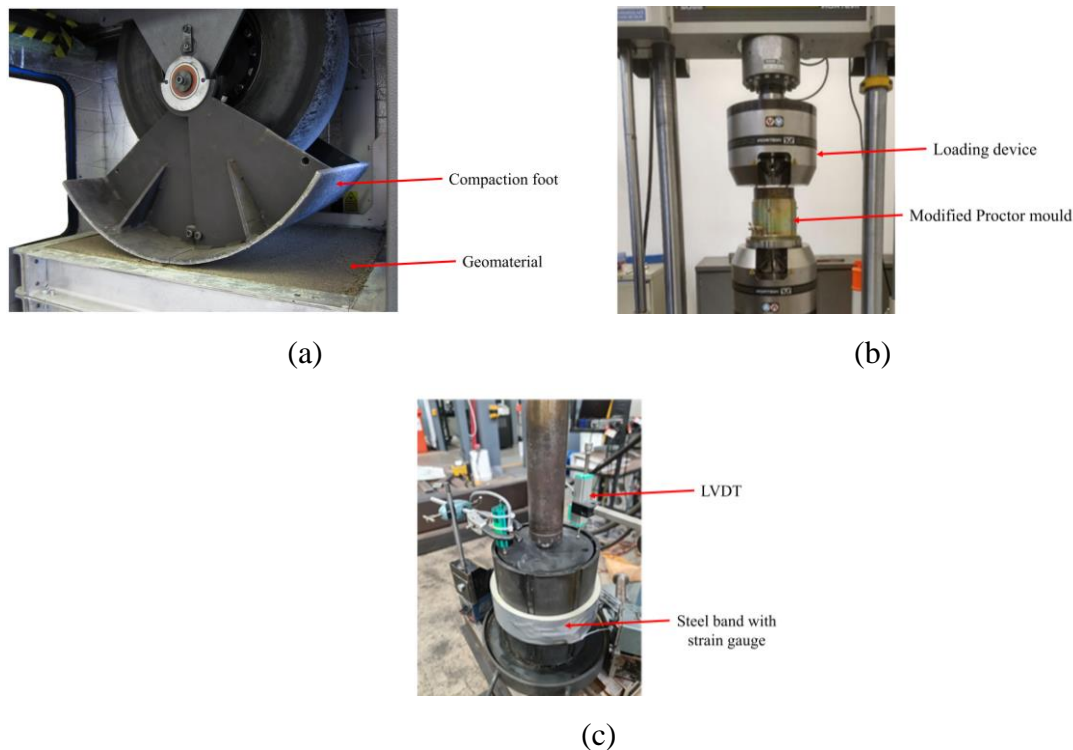 Compaction foot
Geomaterial
(a)
Loading device
Modified Proctor mould
(b)
LVDT
Steel band with
strain gauge
(c)